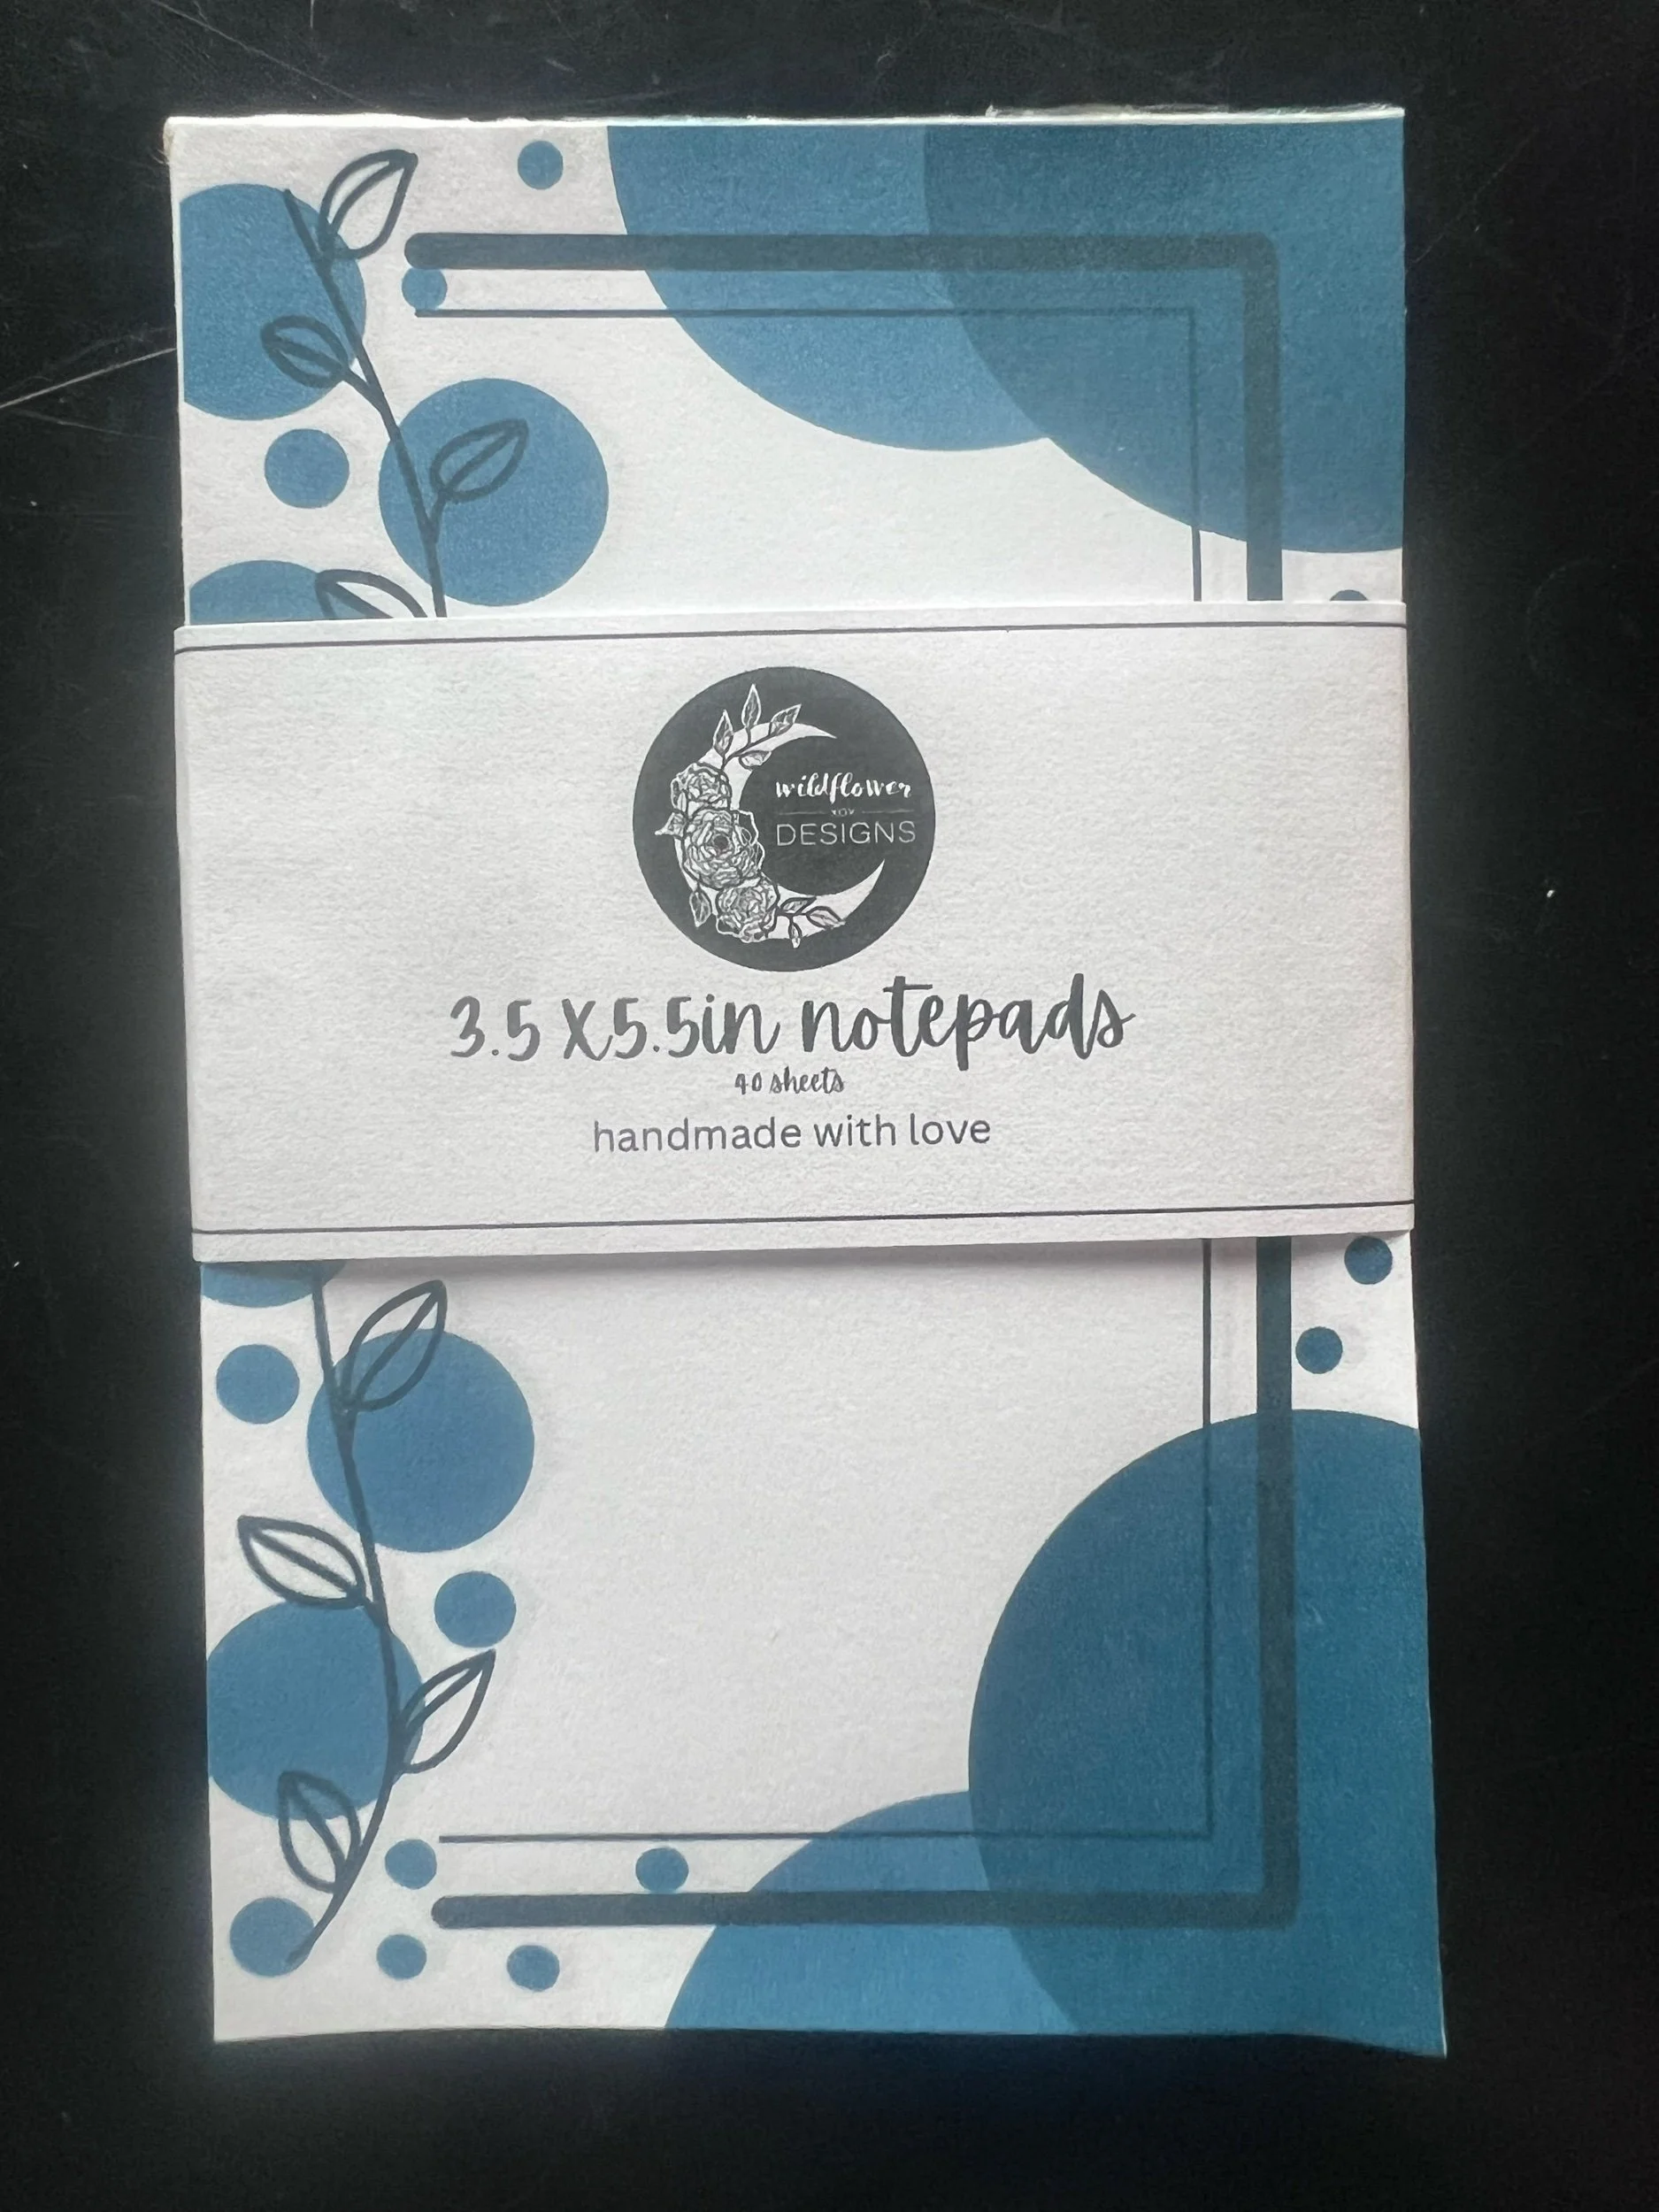 wildflower
DESIGNS
3.5 X 5.5in notepads
40 sheets
handmade with love